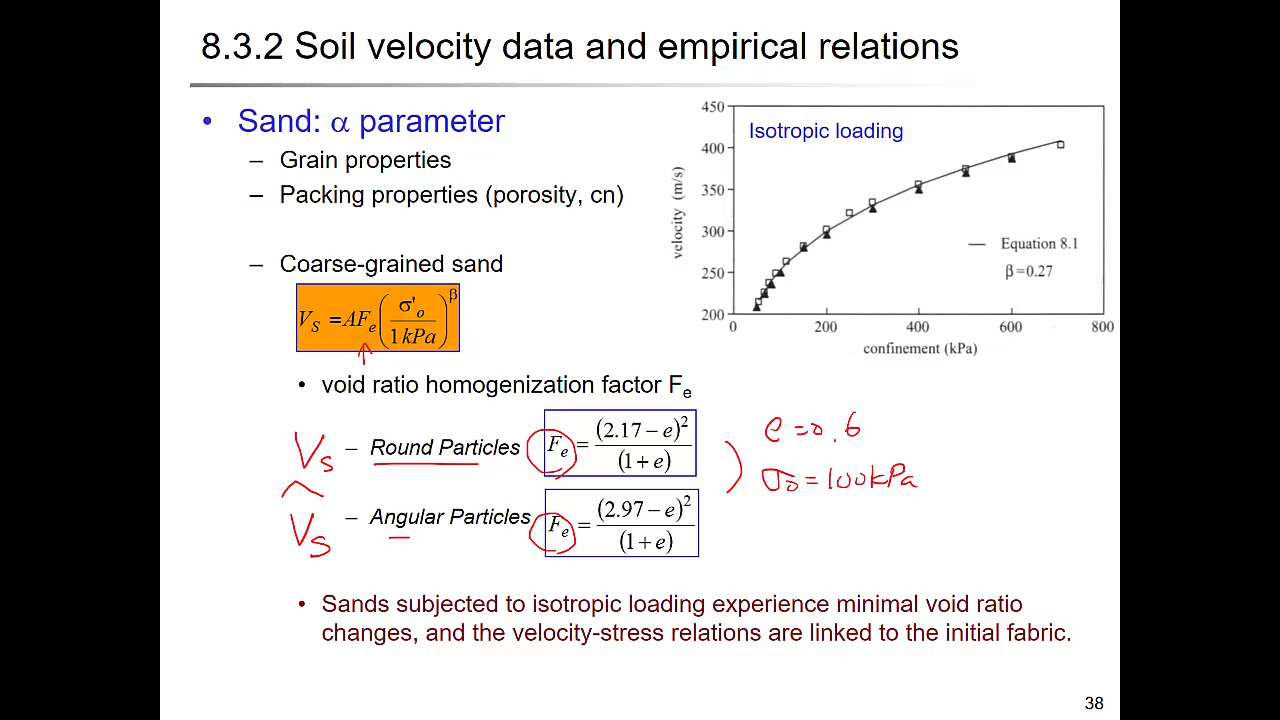 8.3.2 Soil velocity data and empirical relations
• Sand: α parameter
– Grain properties
– Packing properties (porosity, cn)
– Coarse-grained sand
V_S = AF_e (σ'_o / 1 kPa)^β
• void ratio homogenization factor F_e
V_S
– Round Particles F_e = (2.17 − e)^2 / (1 + e)
V_S
– Angular Particles F_e = (2.97 − e)^2 / (1 + e)
e = 0.6
σ_0 = 100kPa
• Sands subjected to isotropic loading experience minimal void ratio
changes, and the velocity-stress relations are linked to the initial fabric.
Isotropic loading
velocity (m/s)
450
400
350
300
250
200
Equation 8.1
β=0.27
0 200 400 600 800
confinement (kPa)
38